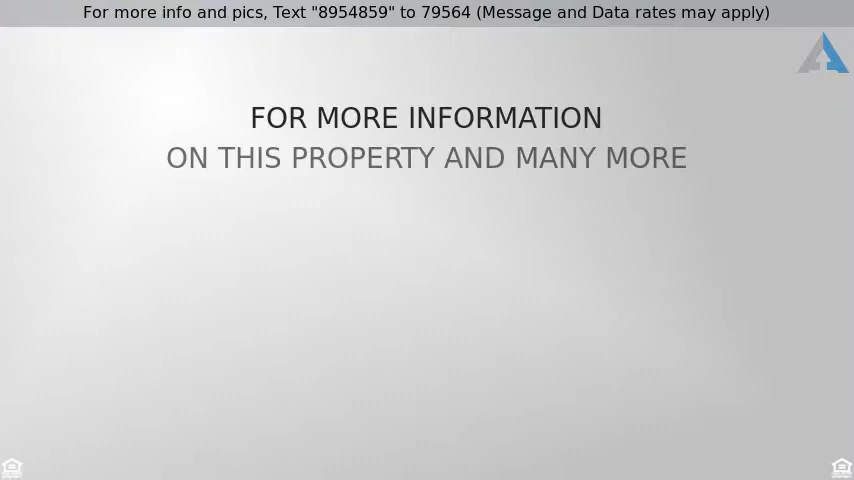 For more info and pics, Text "8954859" to 79564 (Message and Data rates may apply)
FOR MORE INFORMATION
ON THIS PROPERTY AND MANY MORE